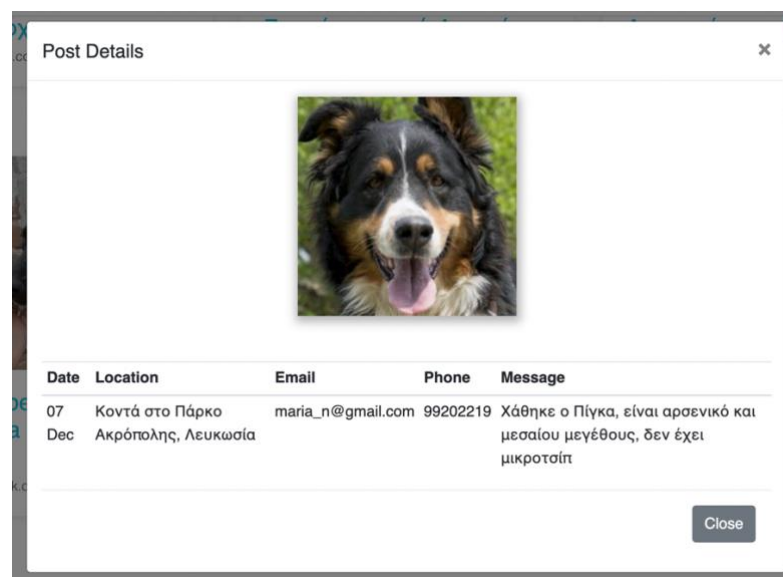 Post Details
×
Date Location Email Phone Message
07 Κοντά στο Πάρκο maria_n@gmail.com 99202219 Χάθηκε ο Πίγκα, είναι αρσενικό και
Dec Ακρόπολης, Λευκωσία μεσαίου μεγέθους, δεν έχει
μικροτσίπ
Close